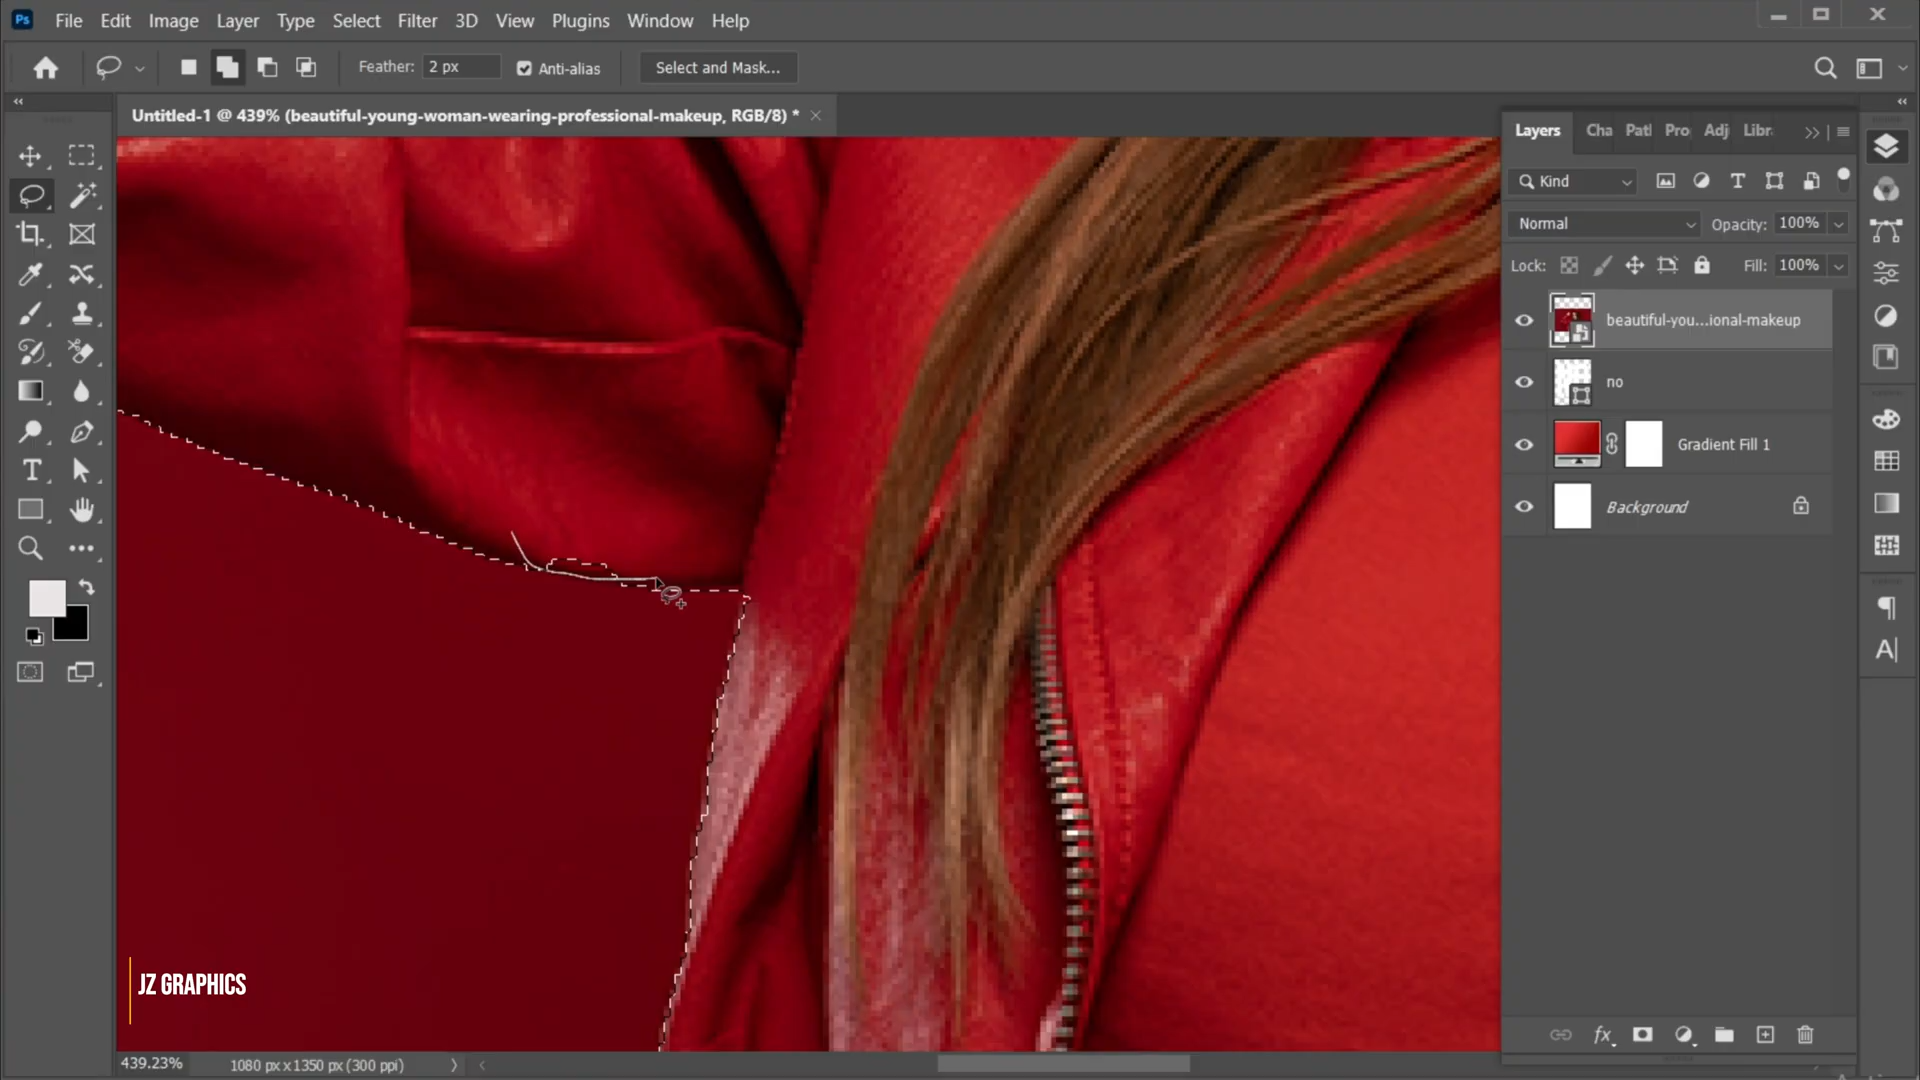 Ps File Edit Image Layer Type Select Filter 3D View Plugins Window Help
Feather: 2 px Anti-alias Select and Mask...
Untitled-1 @ 439% (beautiful-young-woman-wearing-professional-makeup, RGB/8) *
Layers Cha Patl Pro Adj Libr
Kind
Normal Opacity: 100%
Lock: Fill: 100%
beautiful-you...ional-makeup
no
Gradient Fill 1
Background
JZ GRAPHICS
fx
439.23% 1080 px x 1350 px (300 ppi)